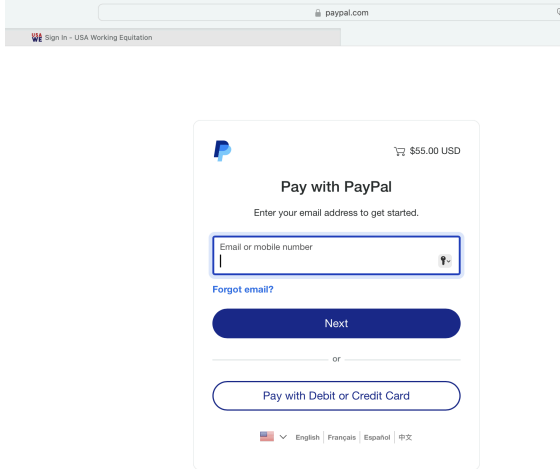 paypal.com
USA WE Sign In - USA Working Equitation
$55.00 USD
Pay with PayPal
Enter your email address to get started.
Email or mobile number
Forgot email?
Next
or
Pay with Debit or Credit Card
English Français Español 中文